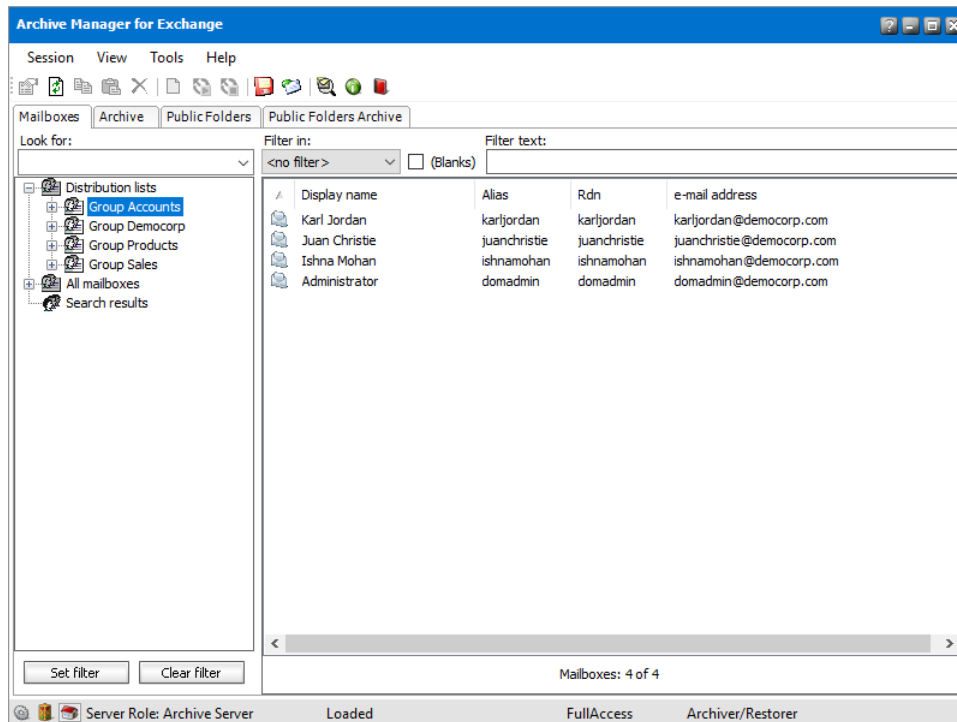 Archive Manager for Exchange
Session View Tools Help
Mailboxes Archive Public Folders Public Folders Archive
Look for: Filter in: Filter text:
<no filter> (Blanks)
Distribution lists
Group Accounts
Group Democorp
Group Products
Group Sales
All mailboxes
Search results
Display name Alias Rdn e-mail address
Karl Jordan karljordan karljordan karljordan@democorp.com
Juan Christie juanchristie juanchristie juanchristie@democorp.com
Ishna Mohan ishnamohan ishnamohan ishnamohan@democorp.com
Administrator domadmin domadmin domadmin@democorp.com
Set filter Clear filter
Mailboxes: 4 of 4
Server Role: Archive Server Loaded FullAccess Archiver/Restorer